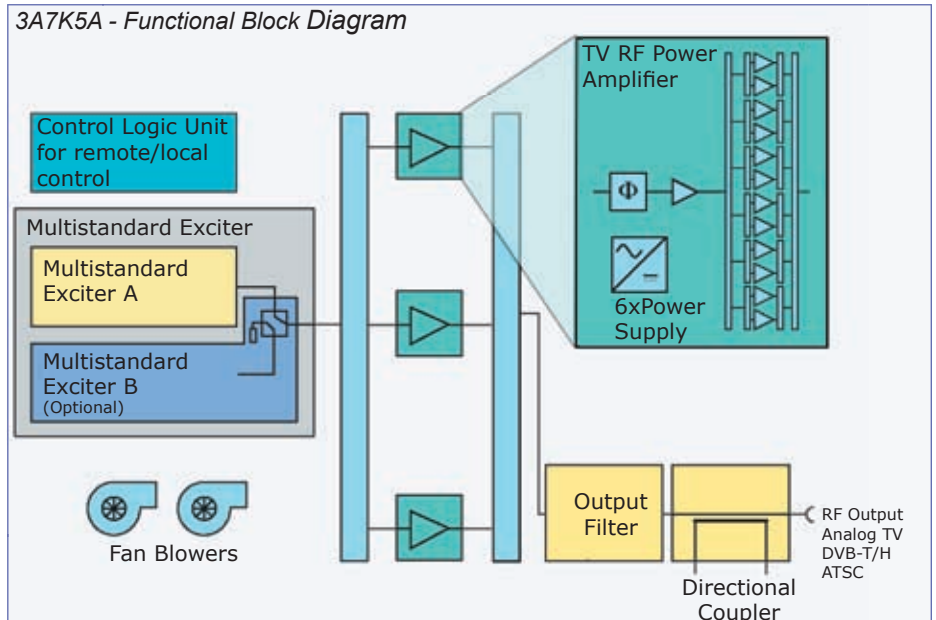 3A7K5A - Functional Block Diagram
TV RF Power
Amplifier
Φ
6xPower
Supply
Control Logic Unit
for remote/local
control
Multistandard Exciter
Multistandard
Exciter A
Multistandard
Exciter B
(Optional)
Fan Blowers
Output
Filter
Directional
Coupler
RF Output
Analog TV
DVB-T/H
ATSC